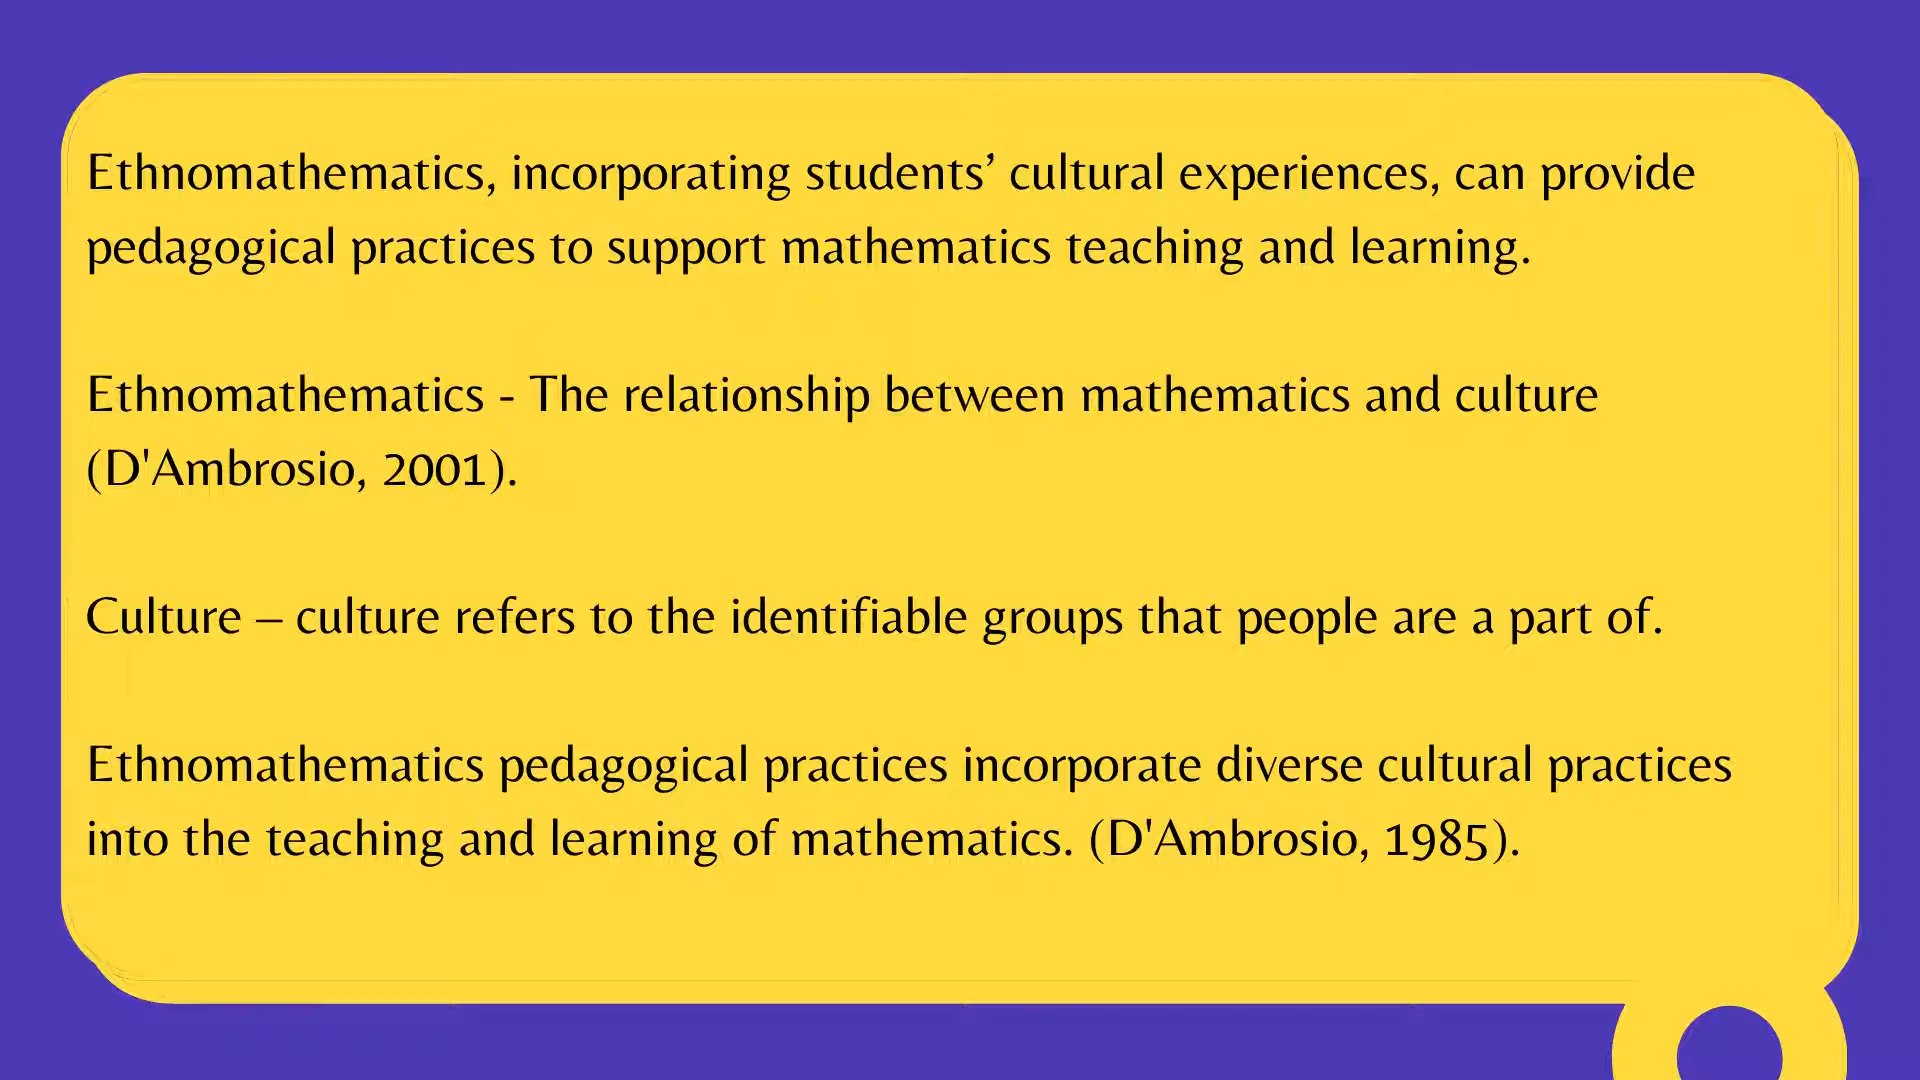 Ethnomathematics, incorporating students’ cultural experiences, can provide
pedagogical practices to support mathematics teaching and learning.
Ethnomathematics - The relationship between mathematics and culture
(D'Ambrosio, 2001).
Culture – culture refers to the identifiable groups that people are a part of.
Ethnomathematics pedagogical practices incorporate diverse cultural practices
into the teaching and learning of mathematics. (D'Ambrosio, 1985).